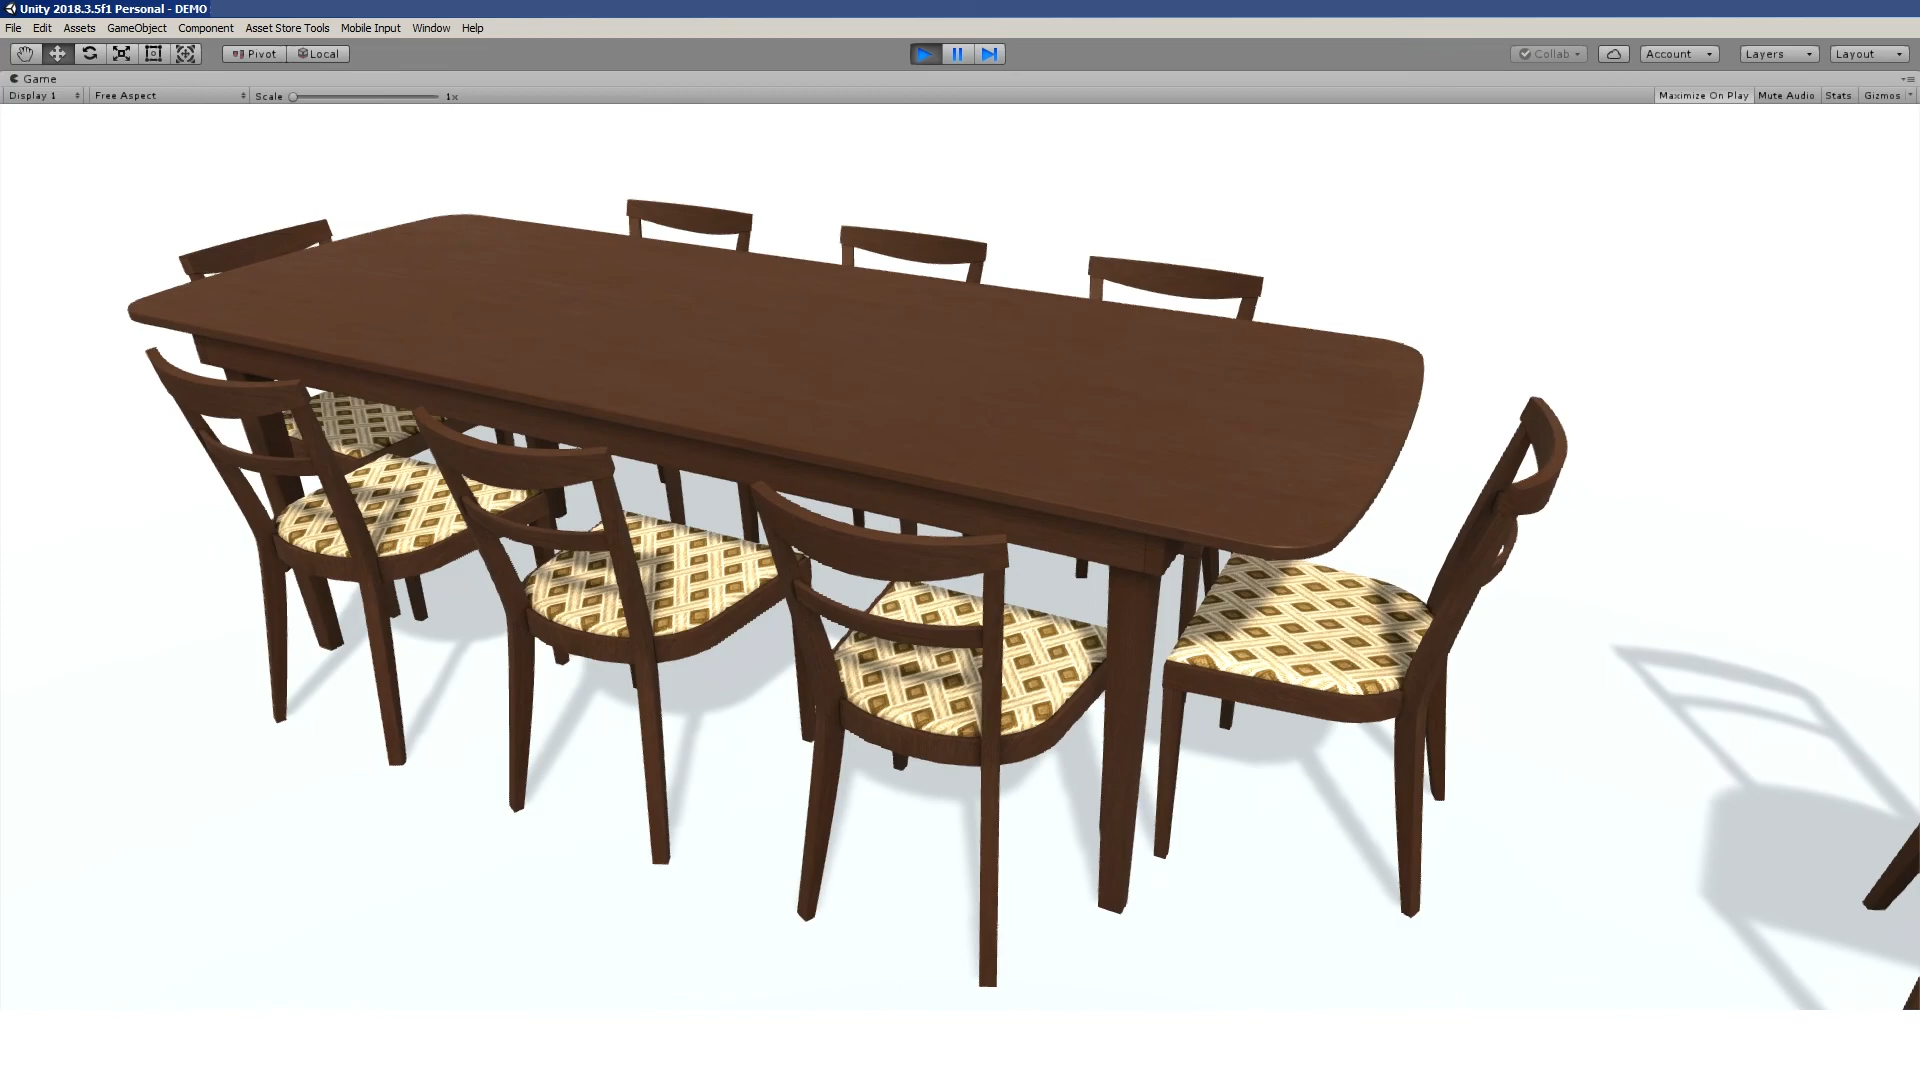 Unity 2018.3.5f1 Personal - DEMO
File Edit Assets GameObject Component Asset Store Tools Mobile Input Window Help
Pivot Local Collab Account Layers Layout
Game
Display 1 Free Aspect Scale 1x Maximize On Play Mute Audio Stats Gizmos